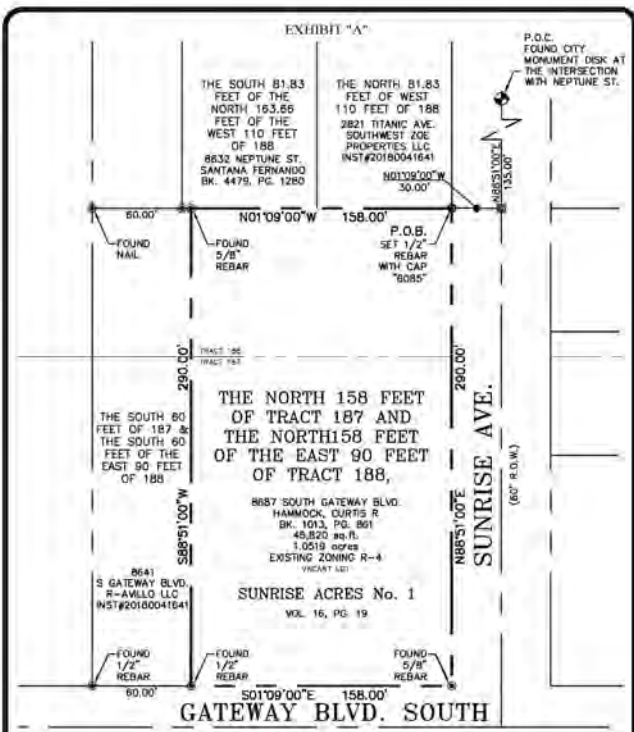 EXHIBIT "A"
P.O.C.
FOUND CITY
MONUMENT DISK AT
THE INTERSECTION
WITH NEPTUNE ST.
THE SOUTH 81.83
FEET OF THE
NORTH 163.66
FEET OF THE
WEST 110 FEET
OF 188
8632 NEPTUNE ST.
SANTANA FERNANDO
BK. 4479, PG. 1280
THE NORTH 81.83
FEET OF WEST
110 FEET OF 188
2821 TITANIC AVE.
SOUTHWEST ZOE
PROPERTIES LLC
INST#20180041641
N01°09'00"W
30.00'
N88°51'00"E
135.00'
60.00'
N01°09'00"W
158.00'
FOUND
NAIL
FOUND
5/8"
REBAR
P.O.B.
SET 1/2"
REBAR
WITH CAP
"6085"
TRACT 188
TRACT 187
290.00'
S88°51'00"W
290.00'
N88°51'00"E
SUNRISE AVE.
(60' R.O.W.)
THE SOUTH 60
FEET OF 187 &
THE SOUTH 60
FEET OF THE
EAST 90 FEET
OF 188
8641
S GATEWAY BLVD.
R-AVILLO LLC
INST#20180041641
THE NORTH 158 FEET
OF TRACT 187 AND
THE NORTH158 FEET
OF THE EAST 90 FEET
OF TRACT 188,
8687 SOUTH GATEWAY BLVD.
HAMMOCK, CURTIS R
BK. 1013, PG. 861
45,820 sq.ft.
1.0519 acres
EXISTING ZONING R-4
VACANT LOT
SUNRISE ACRES No. 1
VOL. 16, PG. 19
FOUND
1/2"
REBAR
FOUND
1/2"
REBAR
FOUND
5/8"
REBAR
60.00'
S01°09'00"E
158.00'
GATEWAY BLVD. SOUTH